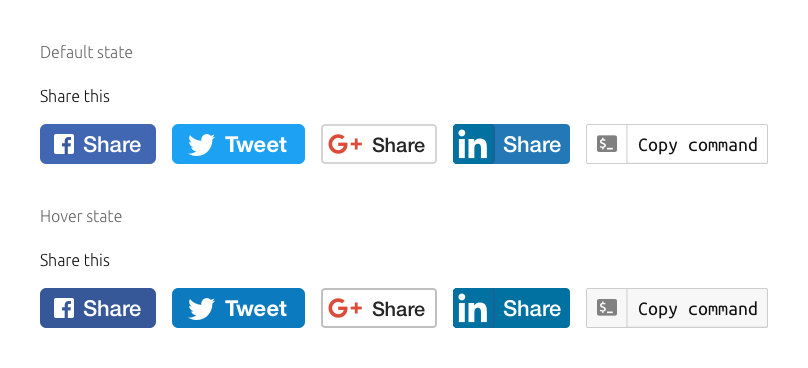 Default state
Share this
Share Tweet G+ Share in Share $_ Copy command
Hover state
Share this
Share Tweet G+ Share in Share $_ Copy command